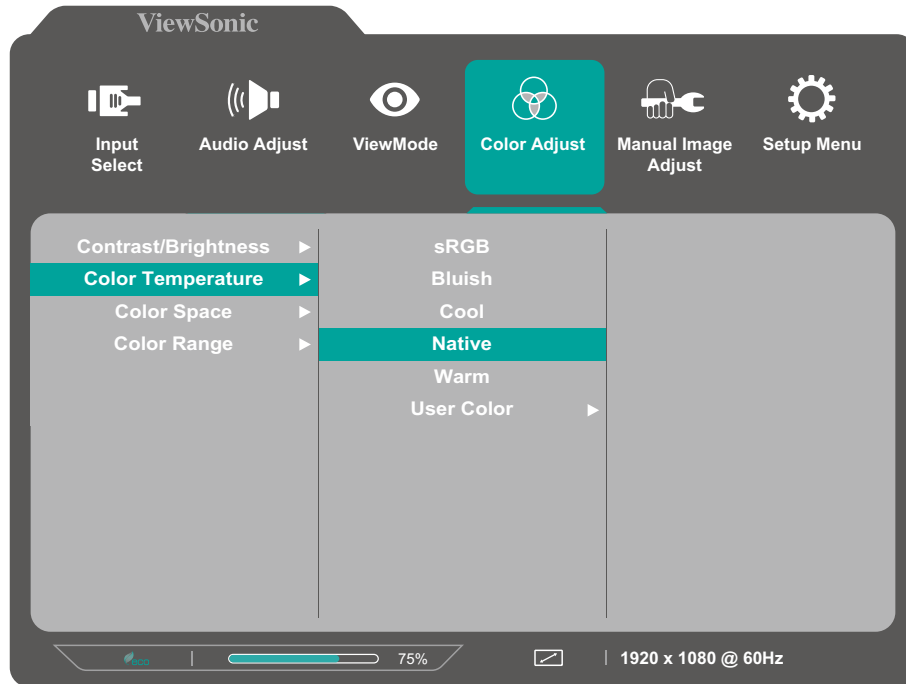 ViewSonic
Input Select
Audio Adjust
ViewMode
Color Adjust
Manual Image Adjust
Setup Menu
Contrast/Brightness
Color Temperature
Color Space
Color Range
sRGB
Bluish
Cool
Native
Warm
User Color
eco
75%
1920 x 1080 @ 60Hz